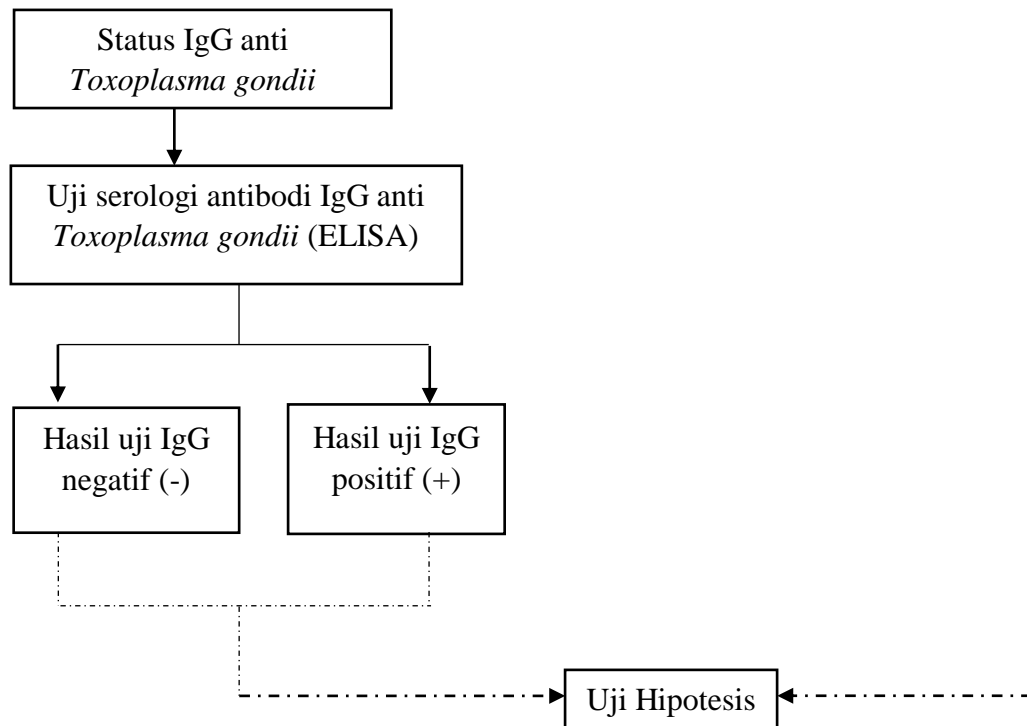 Status IgG anti
Toxoplasma gondii
Uji serologi antibodi IgG anti
Toxoplasma gondii (ELISA)
Hasil uji IgG
negatif (-)
Hasil uji IgG
positif (+)
Uji Hipotesis